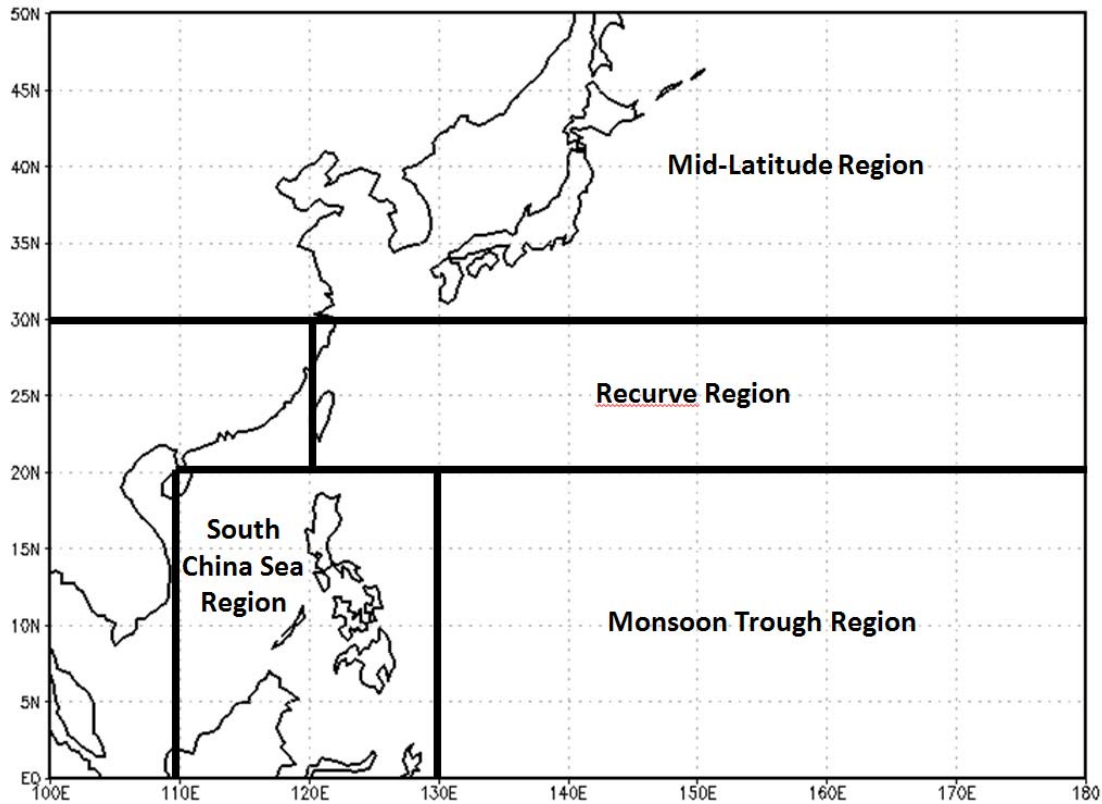 50N
45N
40N
35N
30N
25N
20N
15N
10N
5N
EQ
Mid-Latitude Region
Recurve Region
South
China Sea
Region
Monsoon Trough Region
100E 110E 120E 130E 140E 150E 160E 170E 180